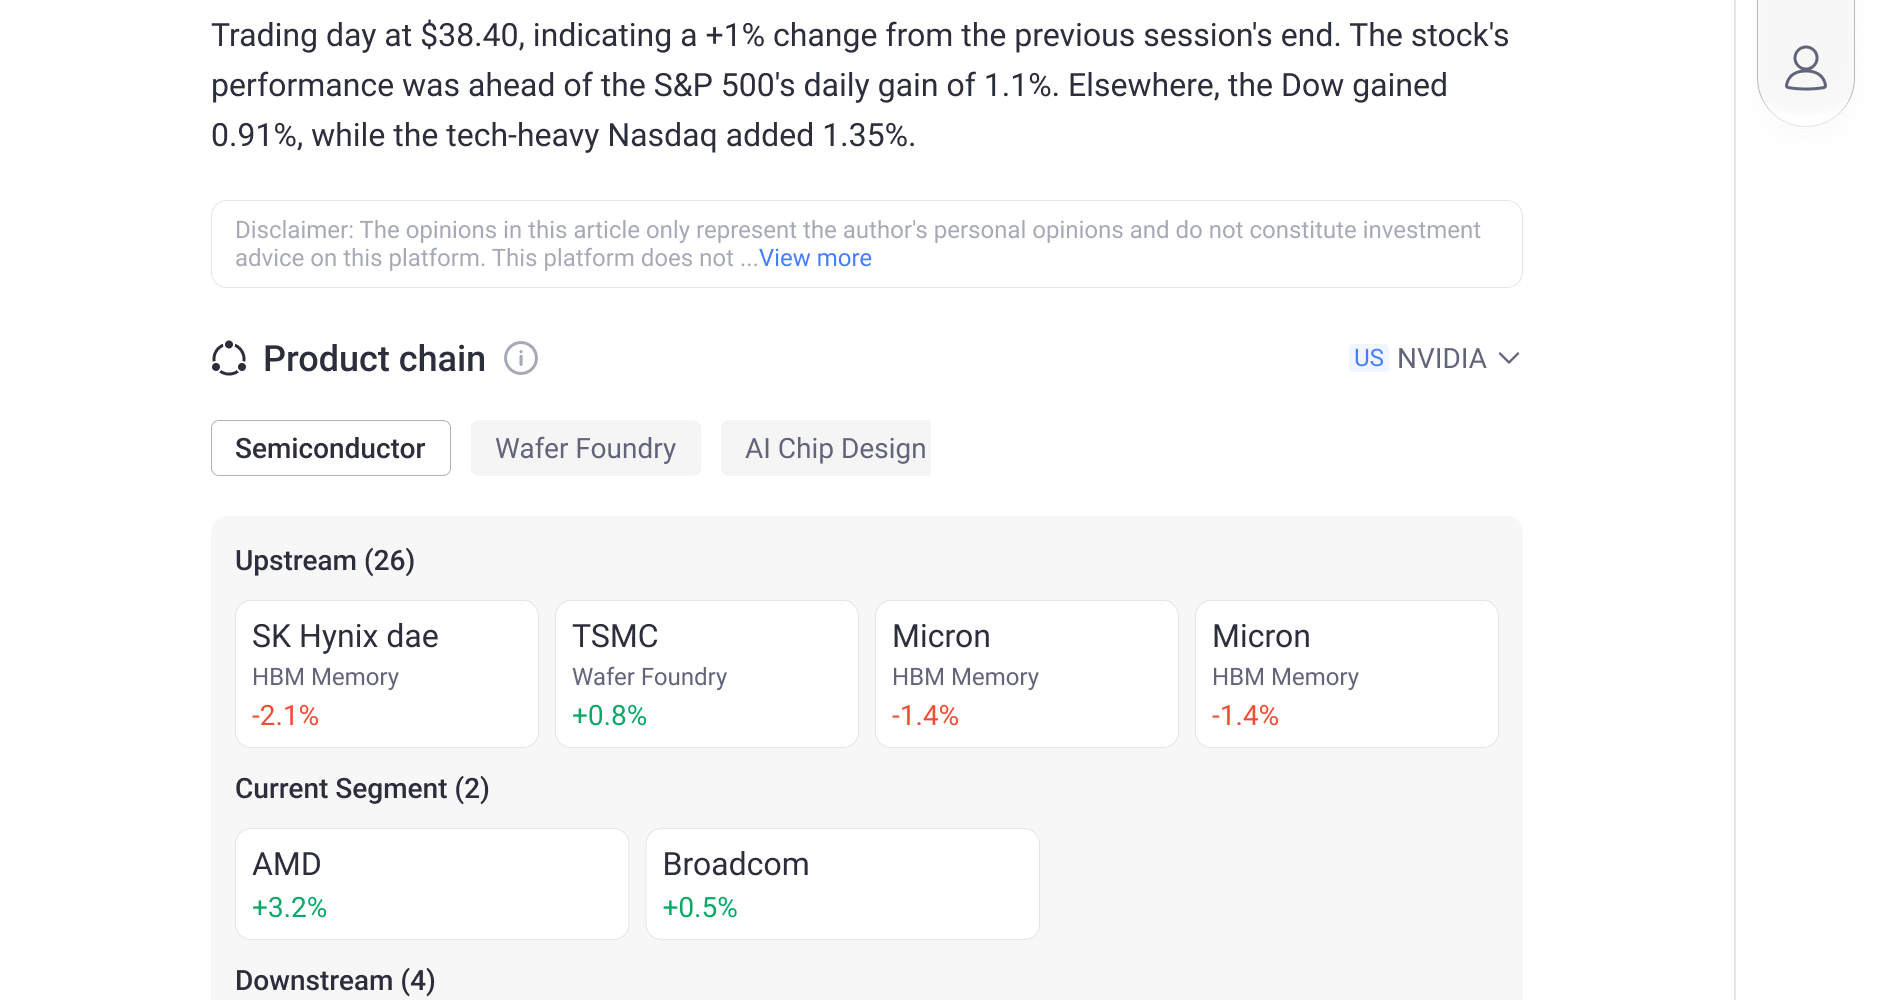 Trading day at $38.40, indicating a +1% change from the previous session's end. The stock's
performance was ahead of the S&P 500's daily gain of 1.1%. Elsewhere, the Dow gained
0.91%, while the tech-heavy Nasdaq added 1.35%.
Disclaimer: The opinions in this article only represent the author's personal opinions and do not constitute investment
advice on this platform. This platform does not ...View more
Product chain
US NVIDIA
Semiconductor
Wafer Foundry
AI Chip Design
Upstream (26)
SK Hynix dae
HBM Memory
-2.1%
TSMC
Wafer Foundry
+0.8%
Micron
HBM Memory
-1.4%
Micron
HBM Memory
-1.4%
Current Segment (2)
AMD
+3.2%
Broadcom
+0.5%
Downstream (4)